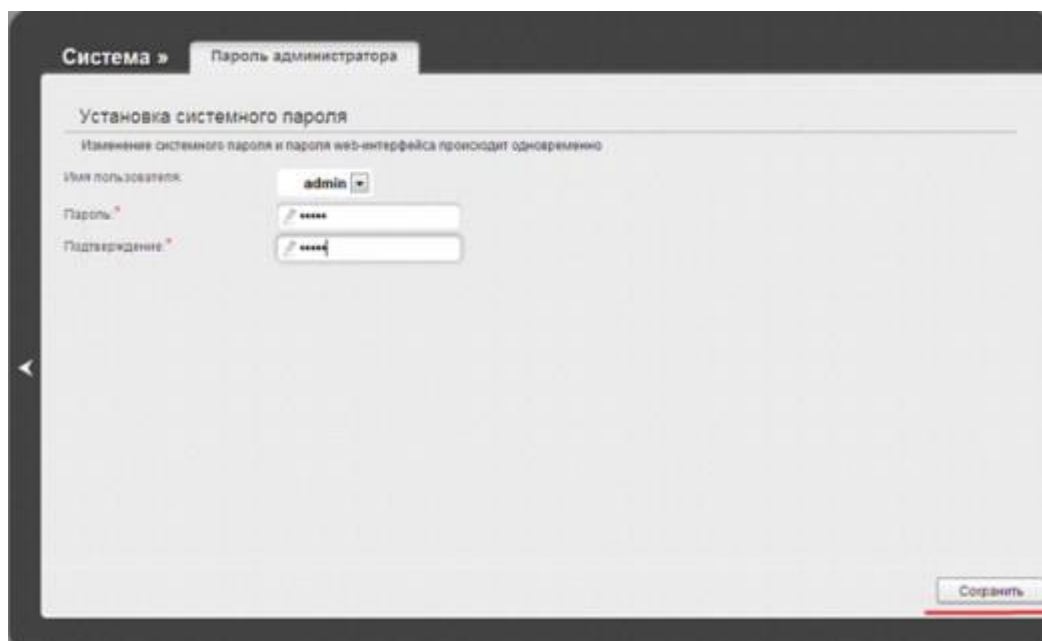 Система » Пароль администратора
Установка системного пароля
Изменение системного пароля и пароля web-интерфейса происходит одновременно
Имя пользователя: admin
Пароль:* •••••
Подтверждение:* •••••
Сохранить